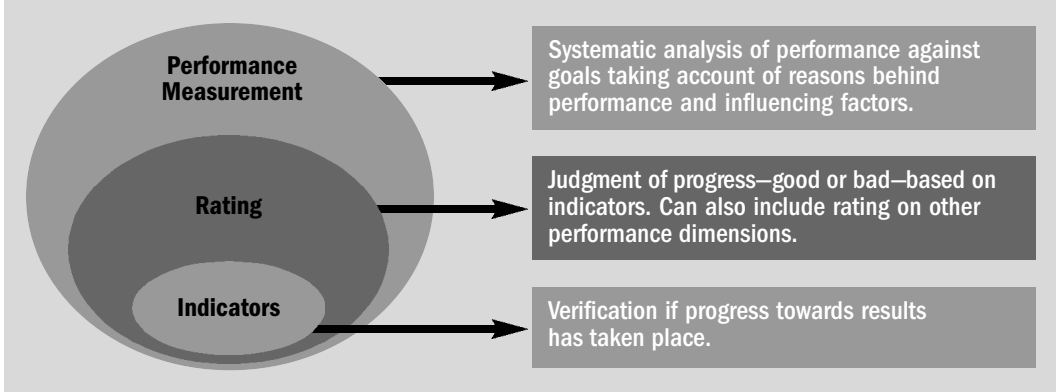 Performance
Measurement
Systematic analysis of performance against
goals taking account of reasons behind
performance and influencing factors.
Rating
Judgment of progress—good or bad—based on
indicators. Can also include rating on other
performance dimensions.
Indicators
Verification if progress towards results
has taken place.